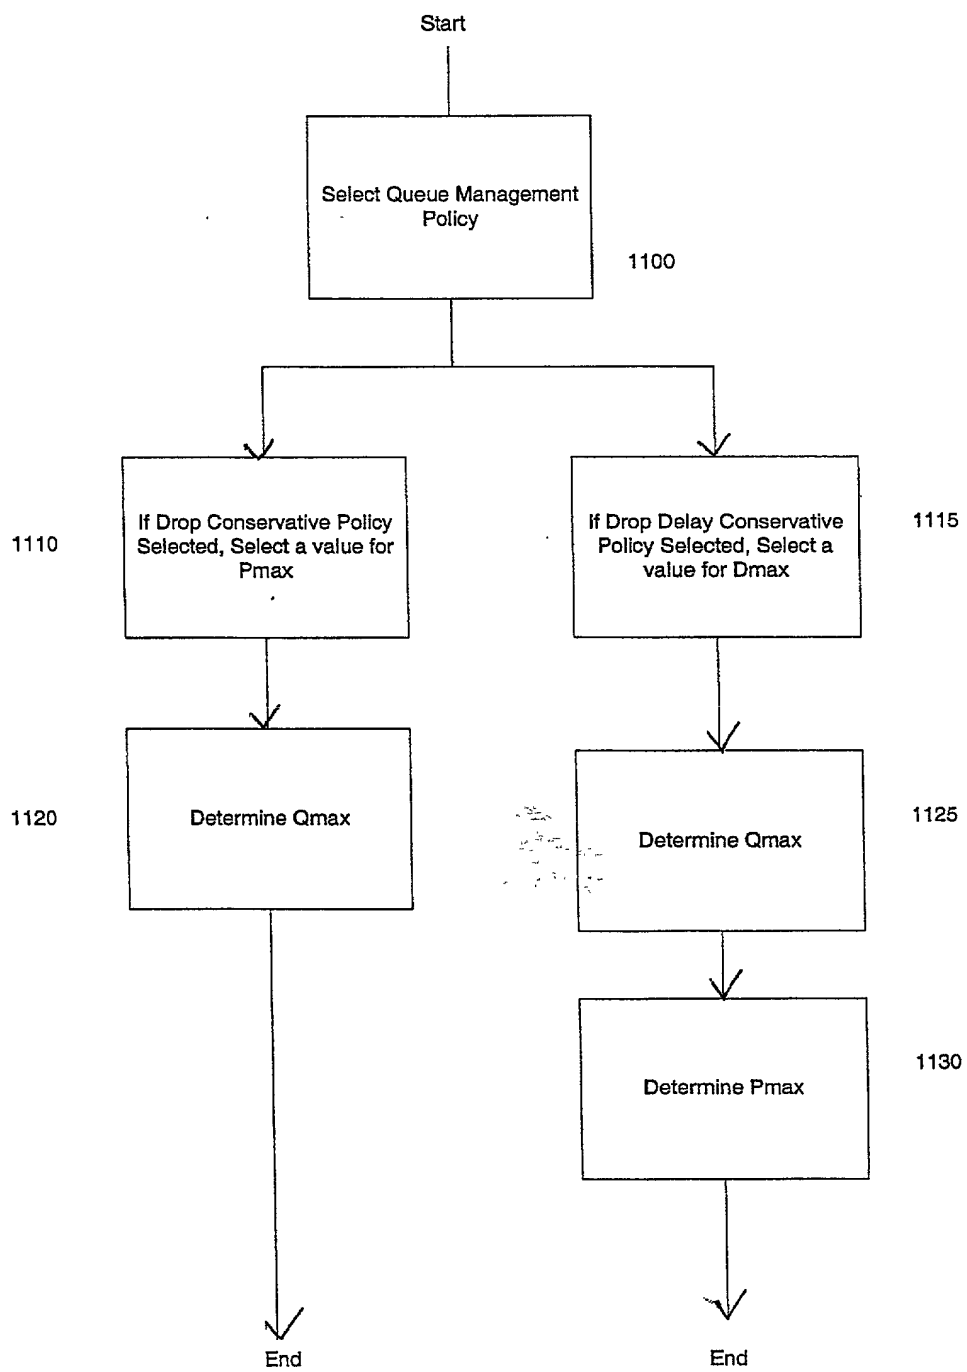 Start
Select Queue Management
Policy
1100
If Drop Conservative Policy
Selected, Select a value for
Pmax
1110
If Drop Delay Conservative
Policy Selected, Select a
value for Dmax
1115
Determine Qmax
1120
Determine Qmax
1125
Determine Pmax
1130
End
End